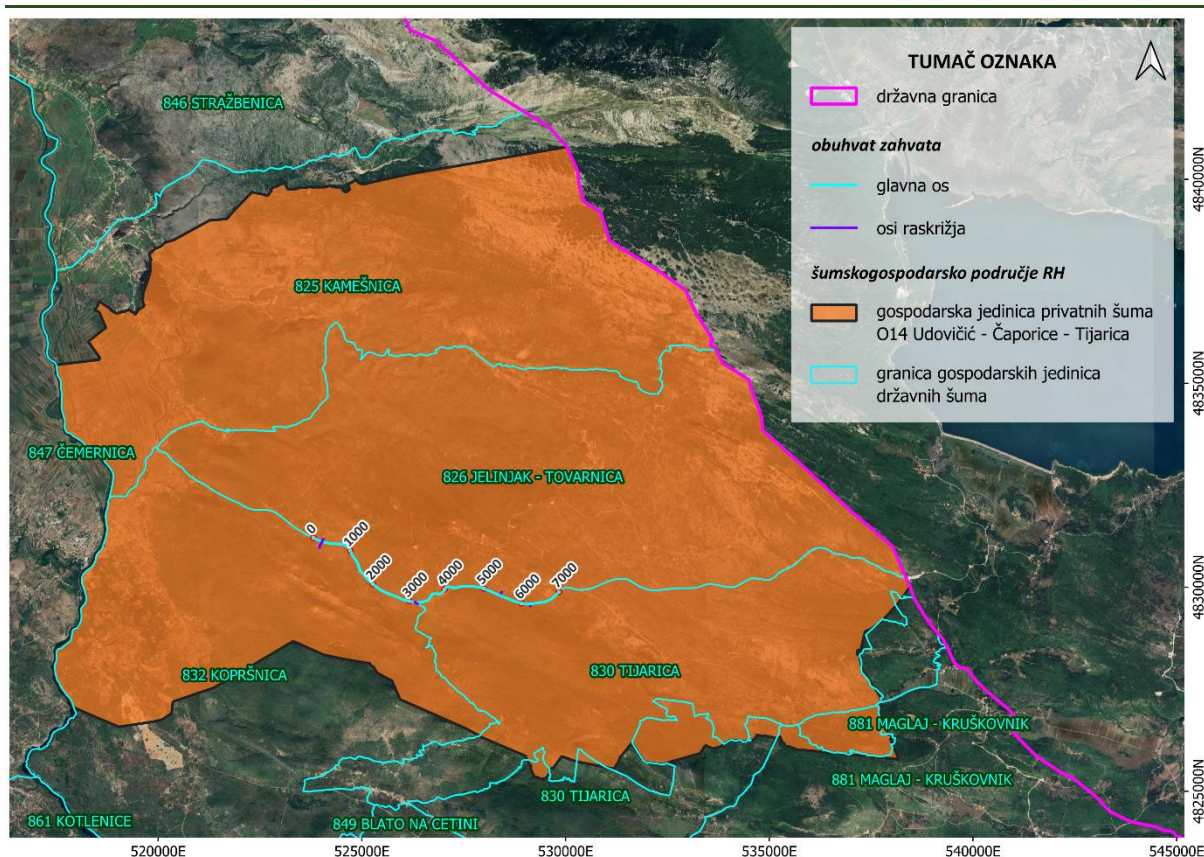 TUMAČ OZNAKA
državna granica
obuhvat zahvata
glavna os
osi raskrižja
šumskogospodarsko područje RH
gospodarska jedinica privatnih šuma
O14 Udovičić - Čaporice - Tijarica
granica gospodarskih jedinica
državnih šuma
846 STRAŽBENICA
825 KAMEŠNICA
847 ČEMERNICA
826 JELINJAK - TOVARNICA
0
1000
2000
3000
4000
5000
6000
7000
832 KOPRŠNICA
830 TIJARICA
881 MAGLAJ - KRUŠKOVNIK
881 MAGLAJ - KRUŠKOVNIK
830 TIJARICA
861 KOTLENICE
849 BLATO NA CETINI
4840000N
4835000N
4830000N
4825000N
520000E
525000E
530000E
535000E
540000E
545000E